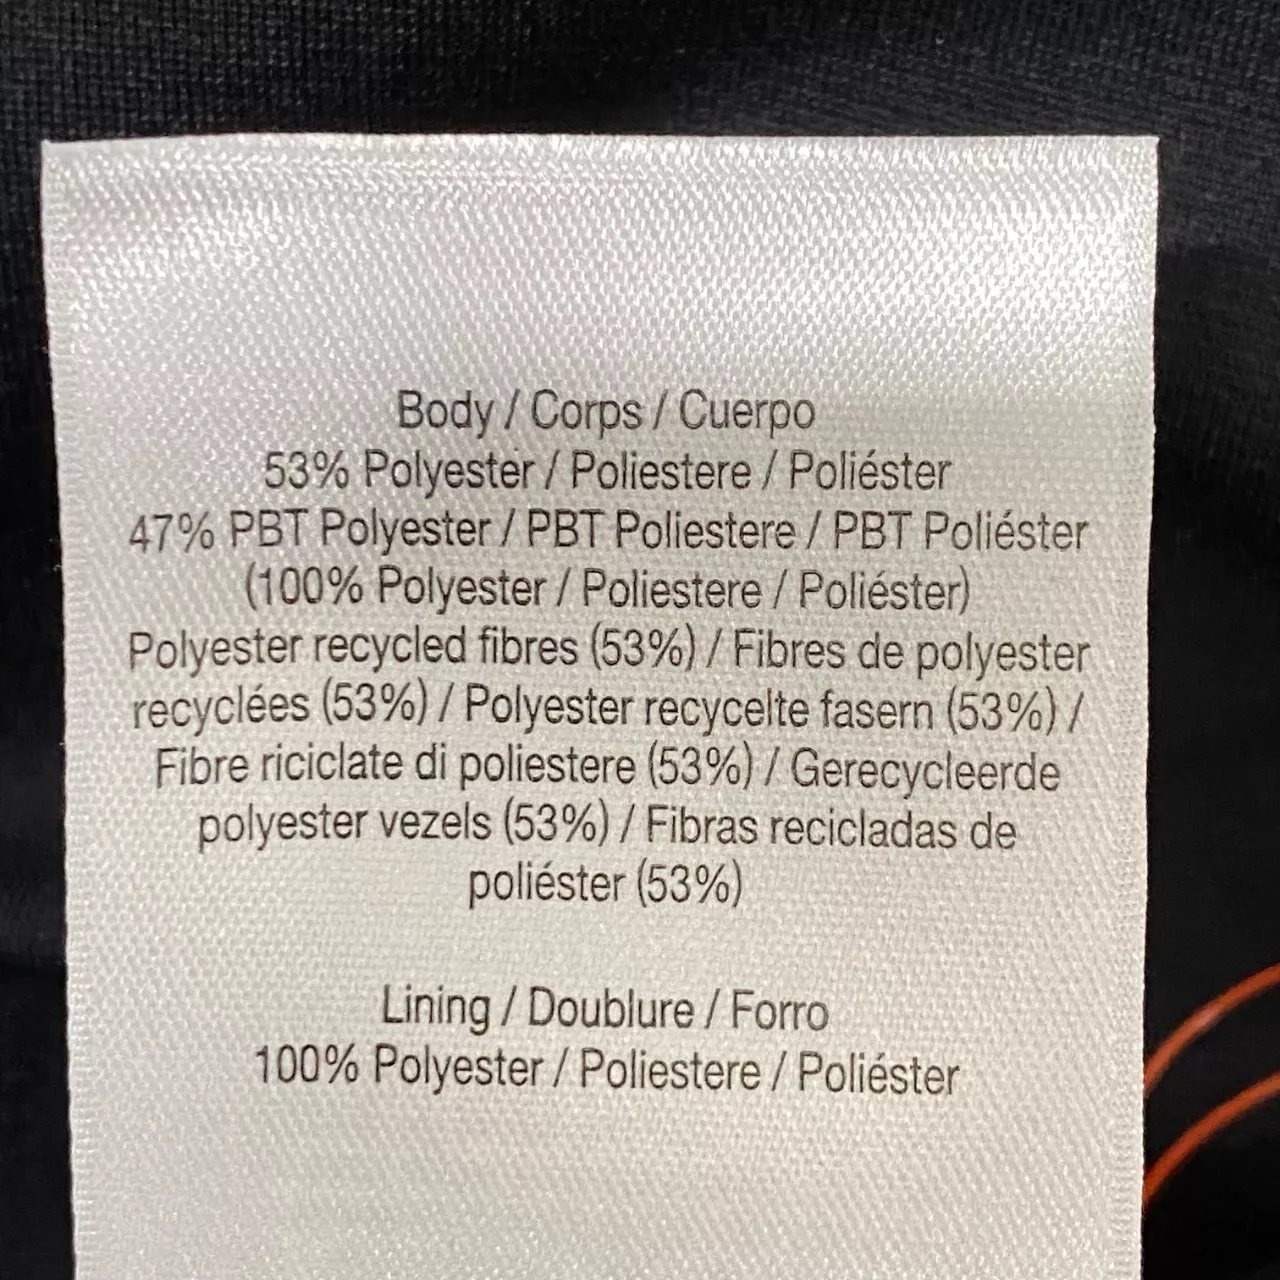 Body / Corps / Cuerpo
53% Polyester / Poliestere / Poliéster
47% PBT Polyester / PBT Poliestere / PBT Poliéster
(100% Polyester / Poliestere / Poliéster)
Polyester recycled fibres (53%) / Fibres de polyester
recyclées (53%) / Polyester recycelte fasern (53%) /
Fibre riciclate di poliestere (53%) / Gerecycleerde
polyester vezels (53%) / Fibras recicladas de
poliéster (53%)
Lining / Doublure / Forro
100% Polyester / Poliestere / Poliéster